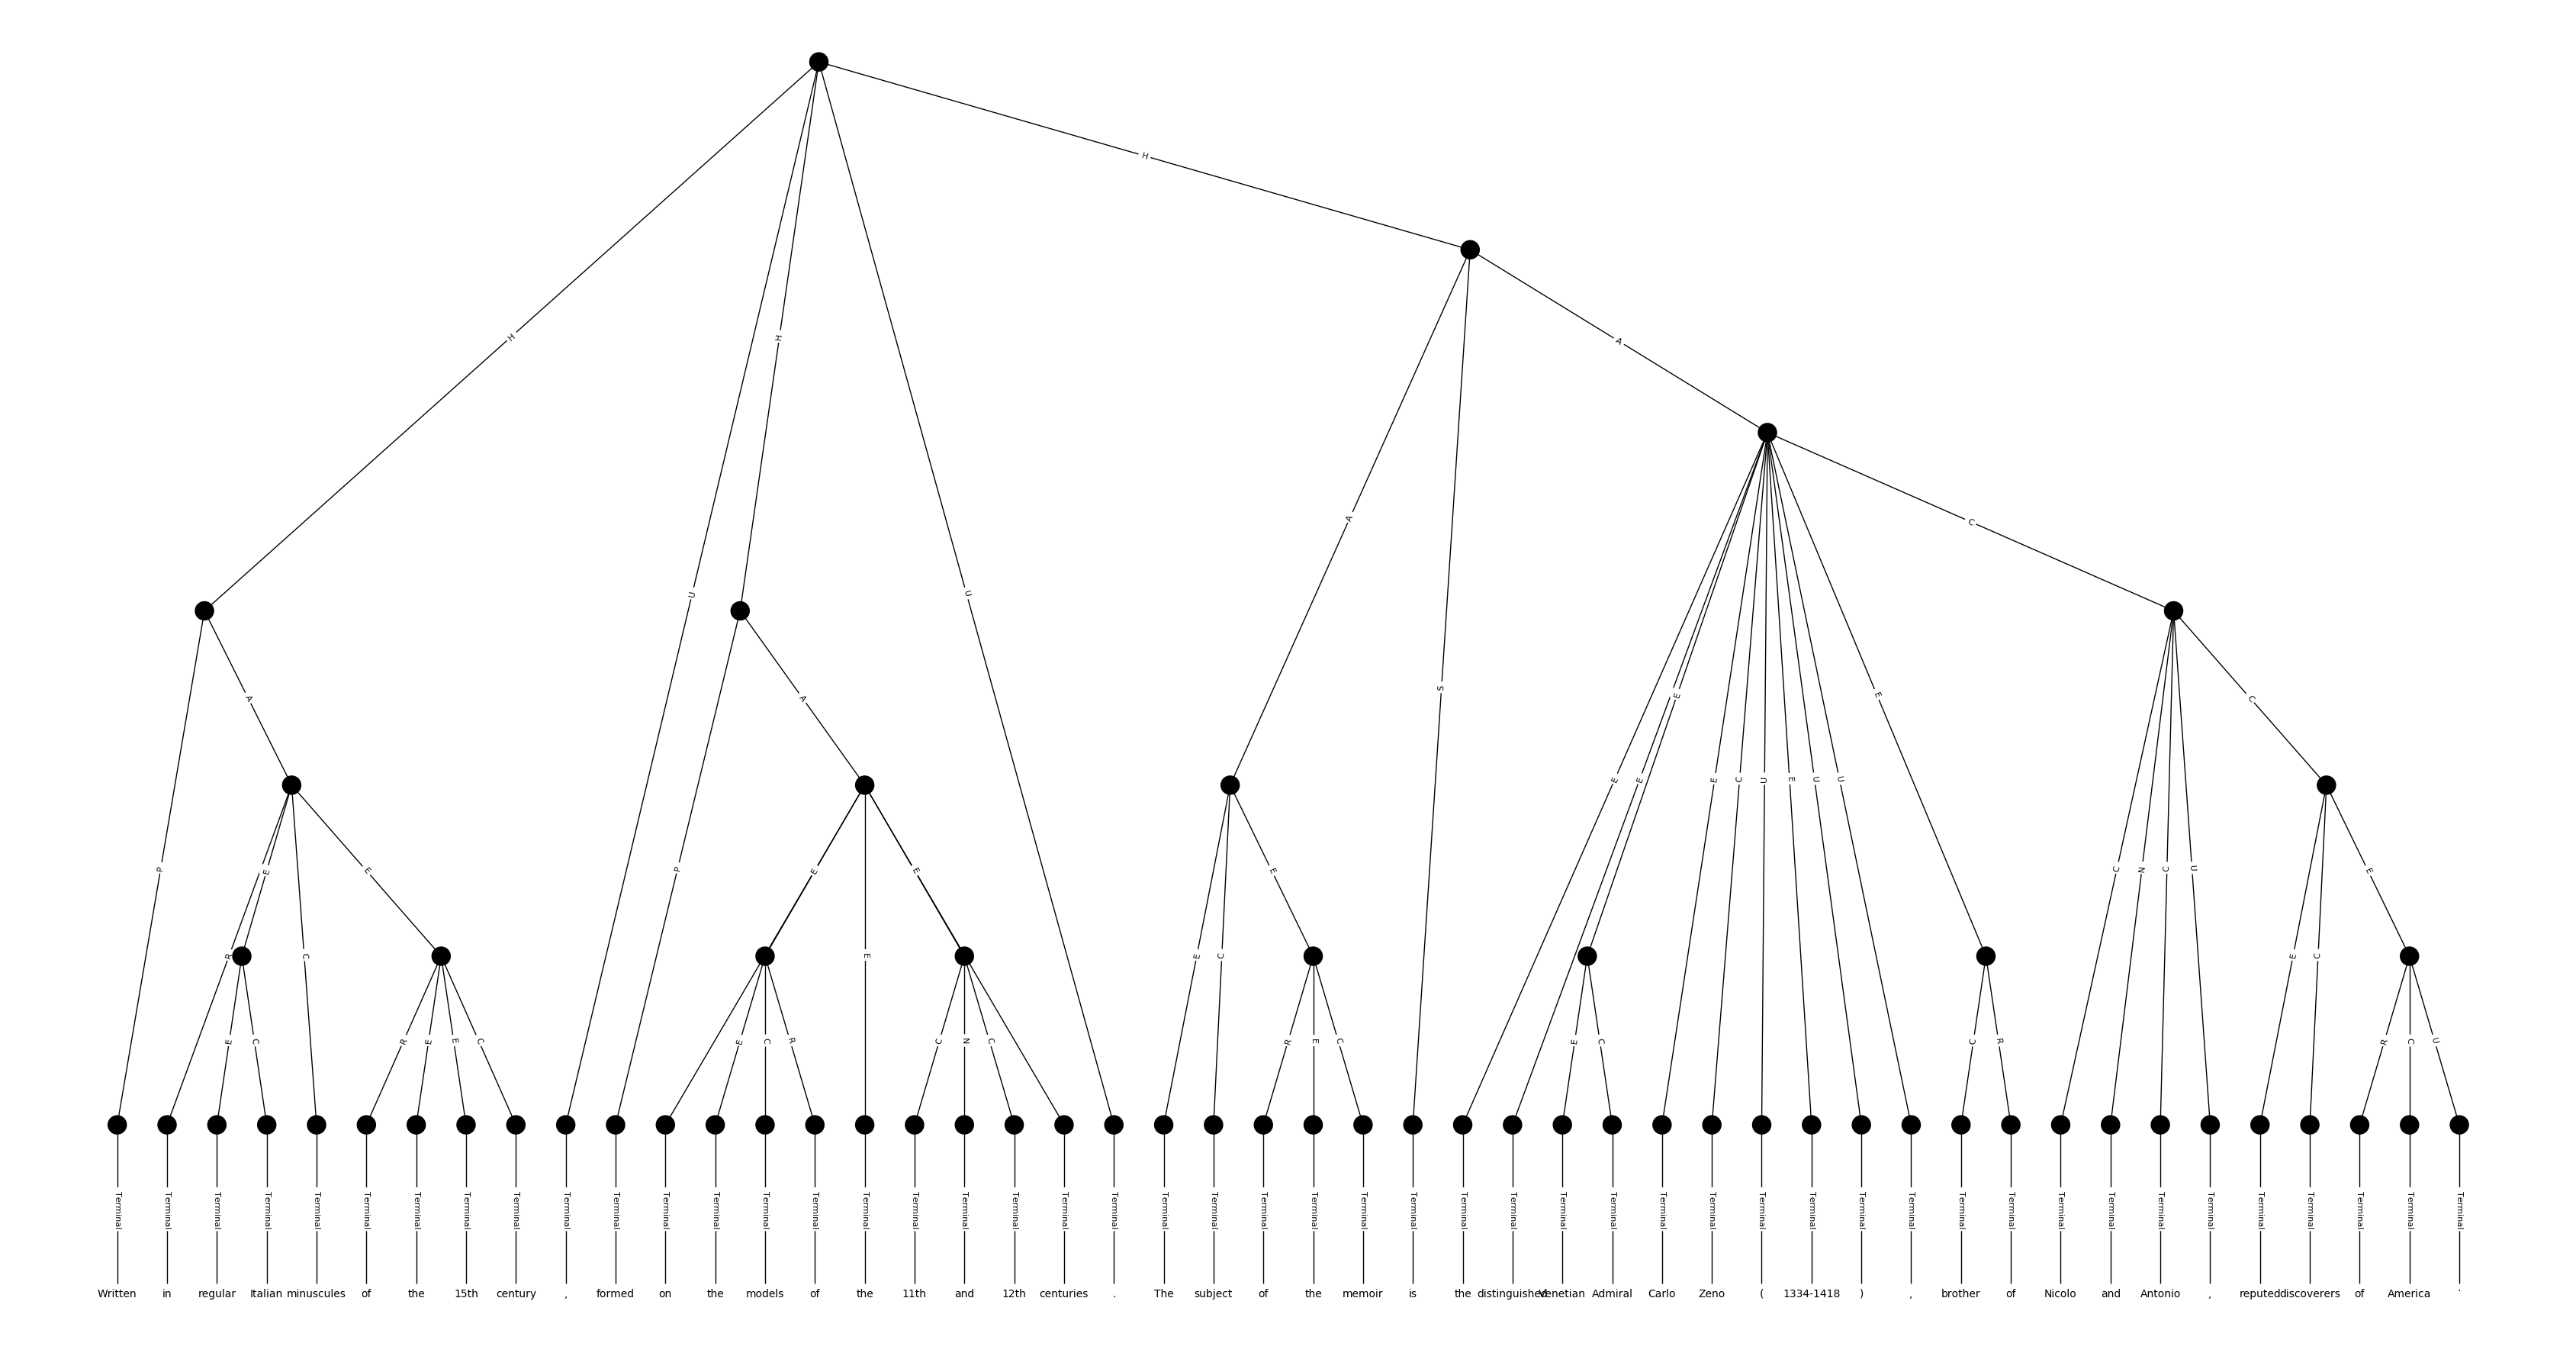 H
H
A
H
A
C
U
U
A
S
A
A
C
E
E
E
E
E
E
C
U
E
U
U
P
R
E
C
E
P
E
E
E
E
C
E
C
N
C
U
E
C
E
E
C
R
E
E
C
E
C
R
C
N
C
R
E
C
E
C
C
R
R
C
U
Terminal Terminal Terminal Terminal Terminal Terminal Terminal Terminal Terminal Terminal Terminal Terminal Terminal Terminal Terminal Terminal Terminal Terminal Terminal Terminal Terminal Terminal Terminal Terminal Terminal Terminal Terminal Terminal Terminal Terminal Terminal Terminal Terminal Terminal Terminal Terminal Terminal Terminal Terminal Terminal Terminal Terminal Terminal Terminal Terminal Terminal Terminal Terminal
Written in regular Italian minuscules of the 15th century , formed on the models of the 11th and 12th centuries . The subject of the memoir is the distinguished Venetian Admiral Carlo Zeno ( 1334-1418 ) , brother of Nicolo and Antonio , reputed discoverers of America .